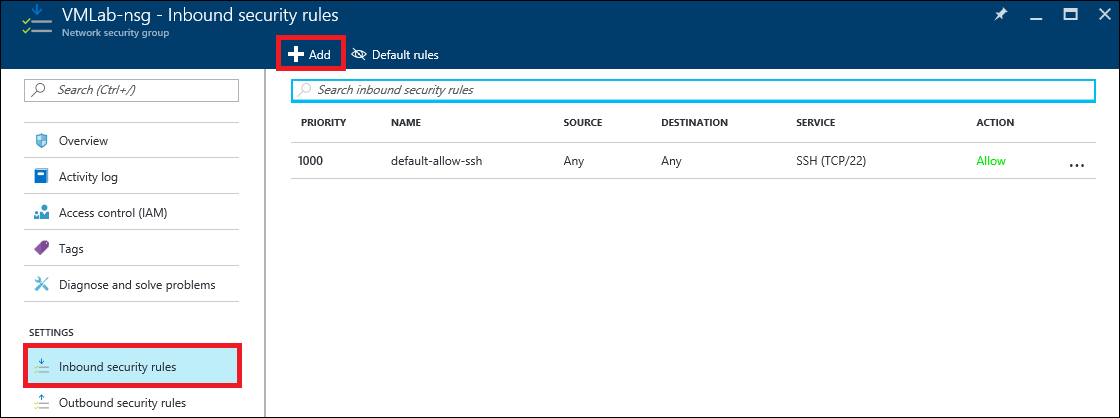 VMLab-nsg - Inbound security rules
Network security group
Add
Default rules
Search (Ctrl+/)
Overview
Activity log
Access control (IAM)
Tags
Diagnose and solve problems
SETTINGS
Inbound security rules
Outbound security rules
Search inbound security rules
PRIORITY NAME SOURCE DESTINATION SERVICE ACTION
1000 default-allow-ssh Any Any SSH (TCP/22) Allow ...